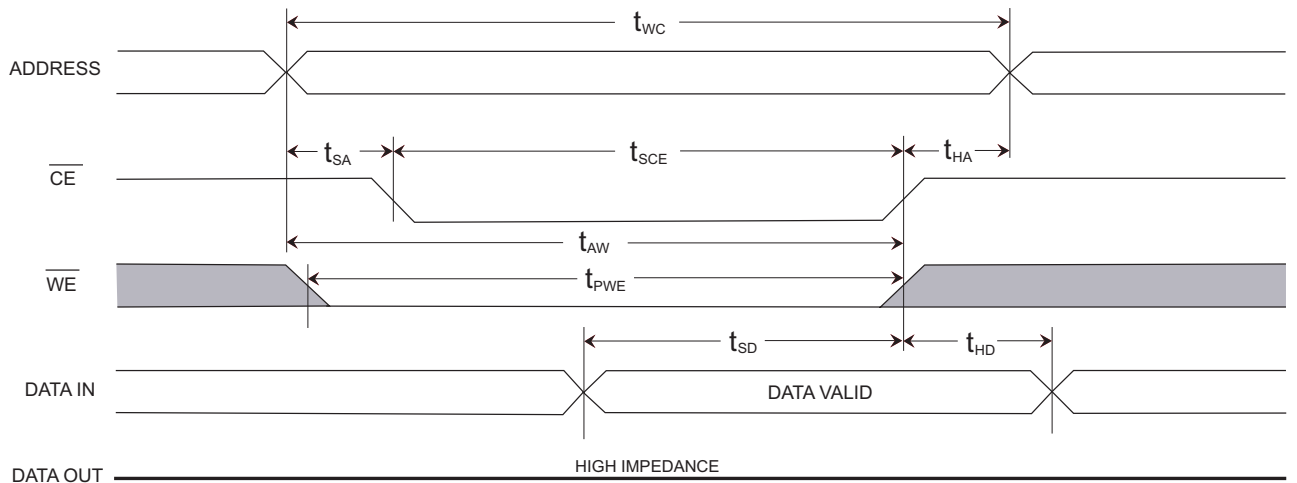 tWC
ADDRESS
tSA
tSCE
tHA
CE
tAW
WE
tPWE
tSD
tHD
DATA IN
DATA VALID
DATA OUT
HIGH IMPEDANCE